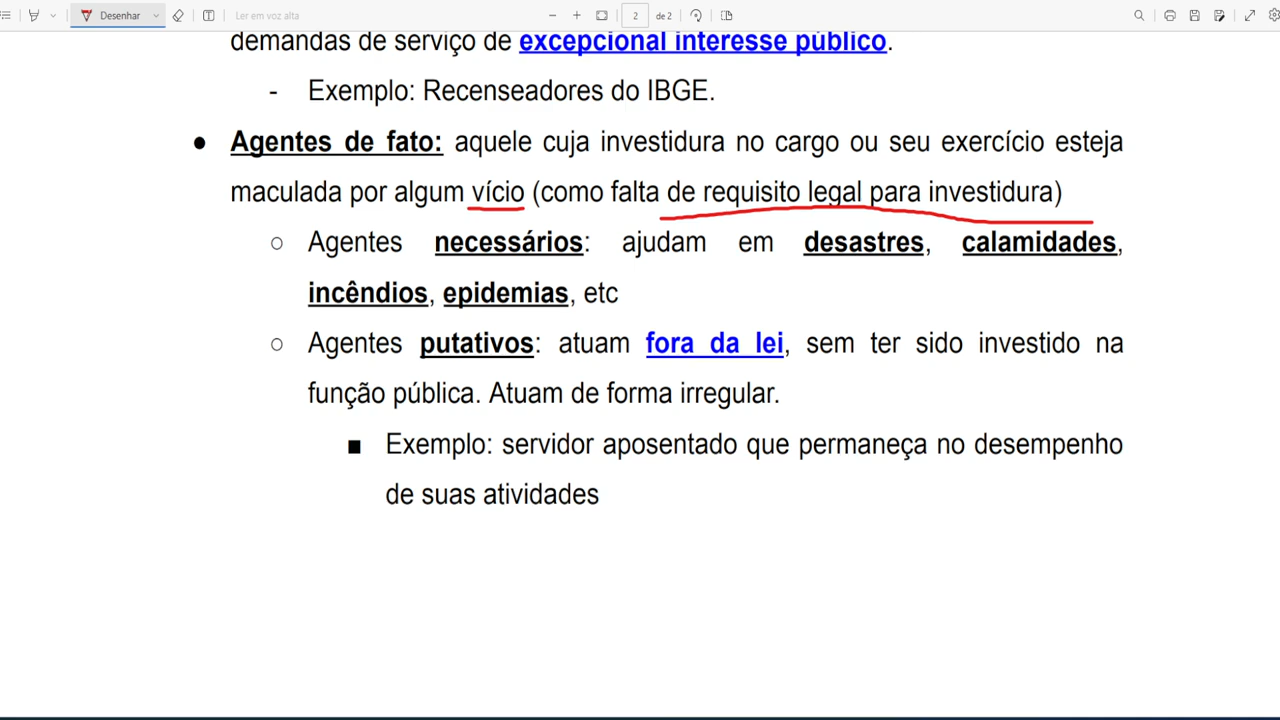 Desenhar
Ler em voz alta
2
de 2
demandas de serviço de excepcional interesse público.
- Exemplo: Recenseadores do IBGE.
● Agentes de fato: aquele cuja investidura no cargo ou seu exercício esteja
maculada por algum vício (como falta de requisito legal para investidura)
○ Agentes necessários: ajudam em desastres, calamidades,
incêndios, epidemias, etc
○ Agentes putativos: atuam fora da lei, sem ter sido investido na
função pública. Atuam de forma irregular.
■ Exemplo: servidor aposentado que permaneça no desempenho
de suas atividades